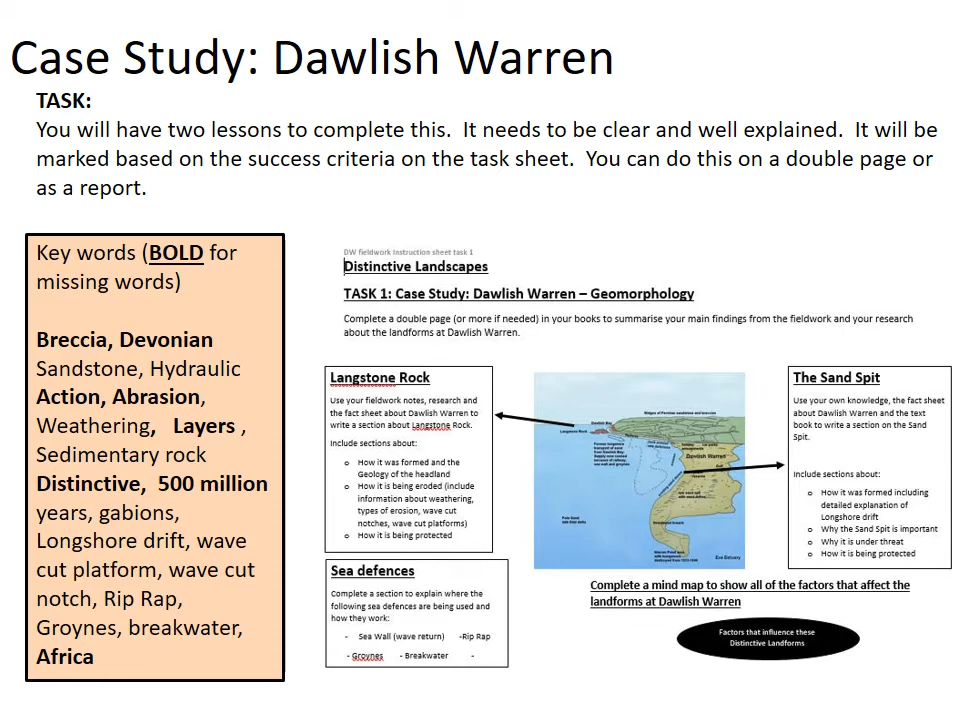 Case Study: Dawlish Warren
TASK:
You will have two lessons to complete this.  It needs to be clear and well explained.  It will be
marked based on the success criteria on the task sheet.  You can do this on a double page or
as a report.
Key words (BOLD for
missing words)
Breccia, Devonian
Sandstone, Hydraulic
Action, Abrasion,
Weathering,   Layers ,
Sedimentary rock
Distinctive,  500 million
years, gabions,
Longshore drift, wave
cut platform, wave cut
notch, Rip Rap,
Groynes, breakwater,
Africa
DW fieldwork instruction sheet task 1
Distinctive Landscapes
TASK 1: Case Study: Dawlish Warren – Geomorphology
Complete a double page (or more if needed) in your books to summarise your main findings from the fieldwork and your research
about the landforms at Dawlish Warren.
Langstone Rock
Use your fieldwork notes, research and
the fact sheet about Dawlish Warren to
write a section about Langstone Rock.
Include sections about:
o How it was formed and the
Geology of the headland
o How it is being eroded (include
information about weathering,
types of erosion, wave cut
notches, wave cut platforms)
o How it is being protected
Sea defences
Complete a section to explain where the
following sea defences are being used and
how they work:
- Sea Wall (wave return) -Rip Rap
- Groynes - Breakwater -
Langstone Rock
Dawlish Warren
Exe Estuary
The Sand Spit
Use your own knowledge, the fact sheet
about Dawlish Warren and the text
book to write a section on the Sand
Spit.
Include sections about:
o How it was formed including
detailed explanation of
Longshore drift
o Why the Sand Spit is important
o Why it is under threat
o How it is being protected
Complete a mind map to show all of the factors that affect the
landforms at Dawlish Warren
Factors that influence these
Distinctive Landforms